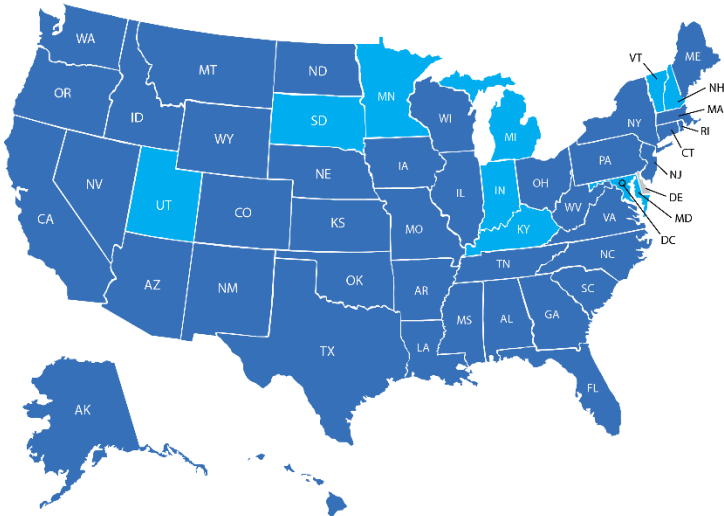 WA
MT
ND
MN
VT
ME
OR
ID
SD
WI
MI
NY
NH
MA
RI
CT
WY
IA
PA
NJ
NV
UT
NE
IL
IN
OH
DE
MD
DC
CA
CO
KS
MO
KY
WV
VA
AZ
NM
OK
AR
TN
NC
SC
TX
LA
MS
AL
GA
FL
AK